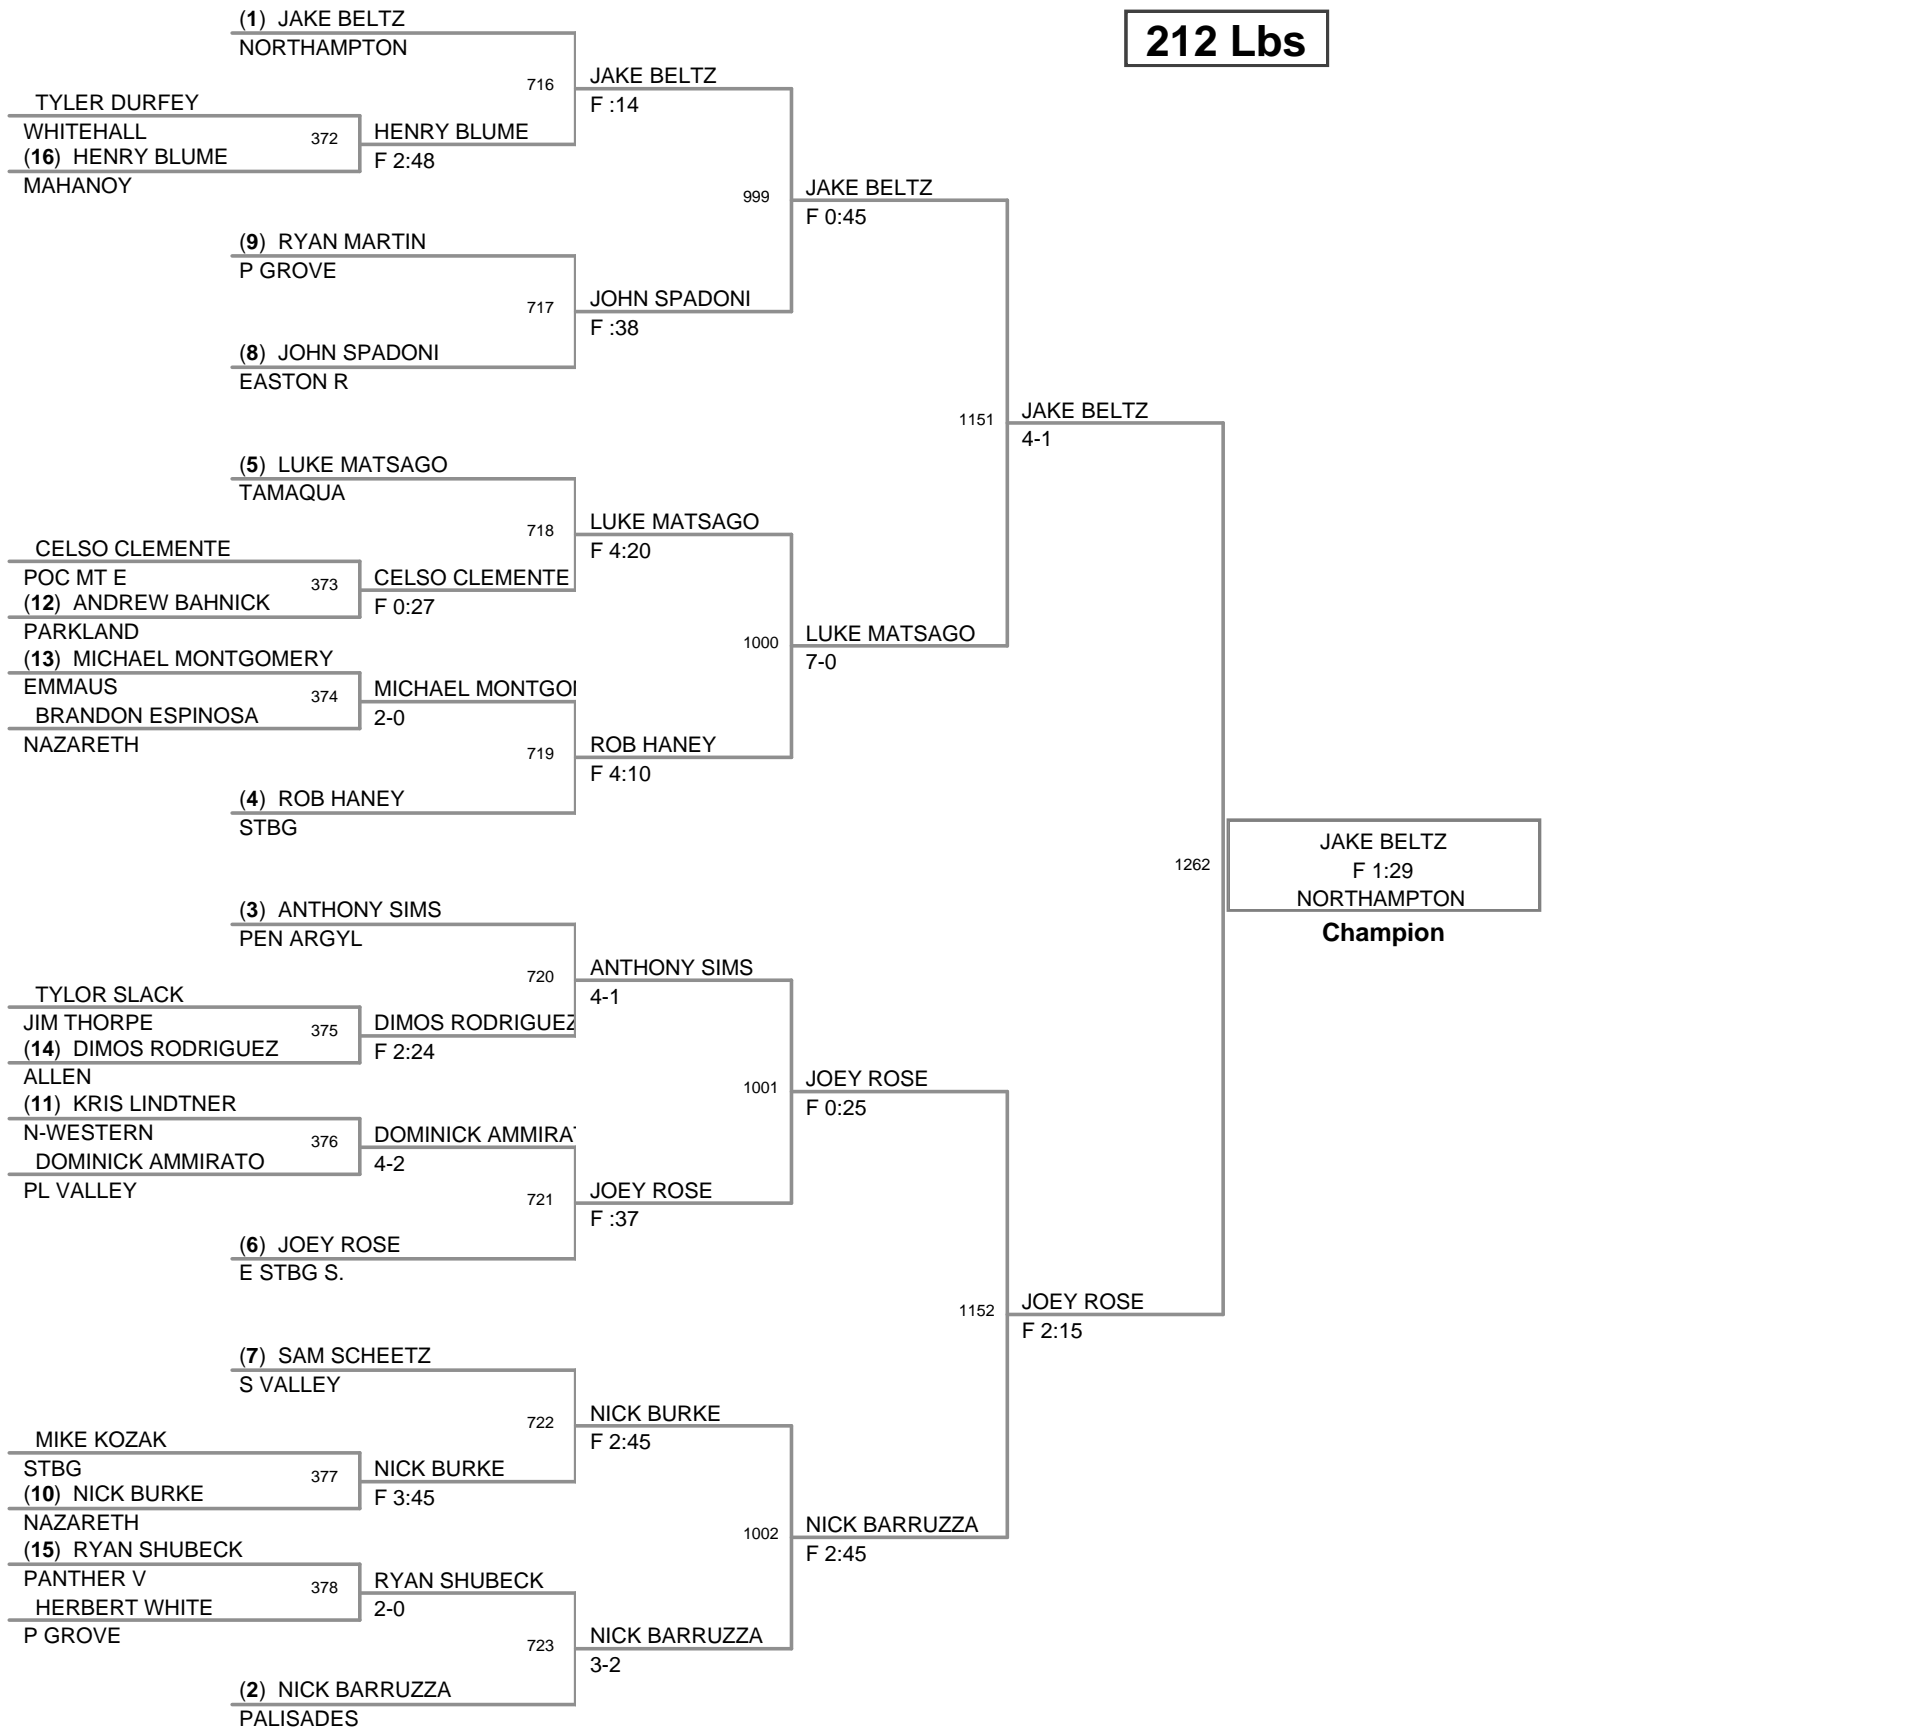 (1) JAKE BELTZ
212 Lbs
NORTHAMPTON
716
JAKE BELTZ
F :14
TYLER DURFEY
WHITEHALL
372
HENRY BLUME
(16) HENRY BLUME
F 2:48
MAHANOY
999
JAKE BELTZ
F 0:45
(9) RYAN MARTIN
P GROVE
717
JOHN SPADONI
F :38
(8) JOHN SPADONI
EASTON R
1151
JAKE BELTZ
4-1
(5) LUKE MATSAGO
TAMAQUA
718
LUKE MATSAGO
F 4:20
CELSO CLEMENTE
POC MT E
373
CELSO CLEMENTE
(12) ANDREW BAHNICK
F 0:27
PARKLAND
1000
LUKE MATSAGO
7-0
(13) MICHAEL MONTGOMERY
EMMAUS
374
MICHAEL MONTGO
BRANDON ESPINOSA
2-0
NAZARETH
719
ROB HANEY
F 4:10
(4) ROB HANEY
STBG
1262
JAKE BELTZ
F 1:29
NORTHAMPTON
Champion
(3) ANTHONY SIMS
PEN ARGYL
720
ANTHONY SIMS
4-1
TYLOR SLACK
JIM THORPE
375
DIMOS RODRIGUEZ
(14) DIMOS RODRIGUEZ
F 2:24
ALLEN
1001
JOEY ROSE
F 0:25
(11) KRIS LINDTNER
N-WESTERN
376
DOMINICK AMMIRAT
DOMINICK AMMIRATO
4-2
PL VALLEY
721
JOEY ROSE
F :37
(6) JOEY ROSE
E STBG S.
1152
JOEY ROSE
F 2:15
(7) SAM SCHEETZ
S VALLEY
722
NICK BURKE
F 2:45
MIKE KOZAK
STBG
377
NICK BURKE
(10) NICK BURKE
F 3:45
NAZARETH
1002
NICK BARRUZZA
F 2:45
(15) RYAN SHUBECK
PANTHER V
378
RYAN SHUBECK
HERBERT WHITE
2-0
P GROVE
723
NICK BARRUZZA
3-2
(2) NICK BARRUZZA
PALISADES